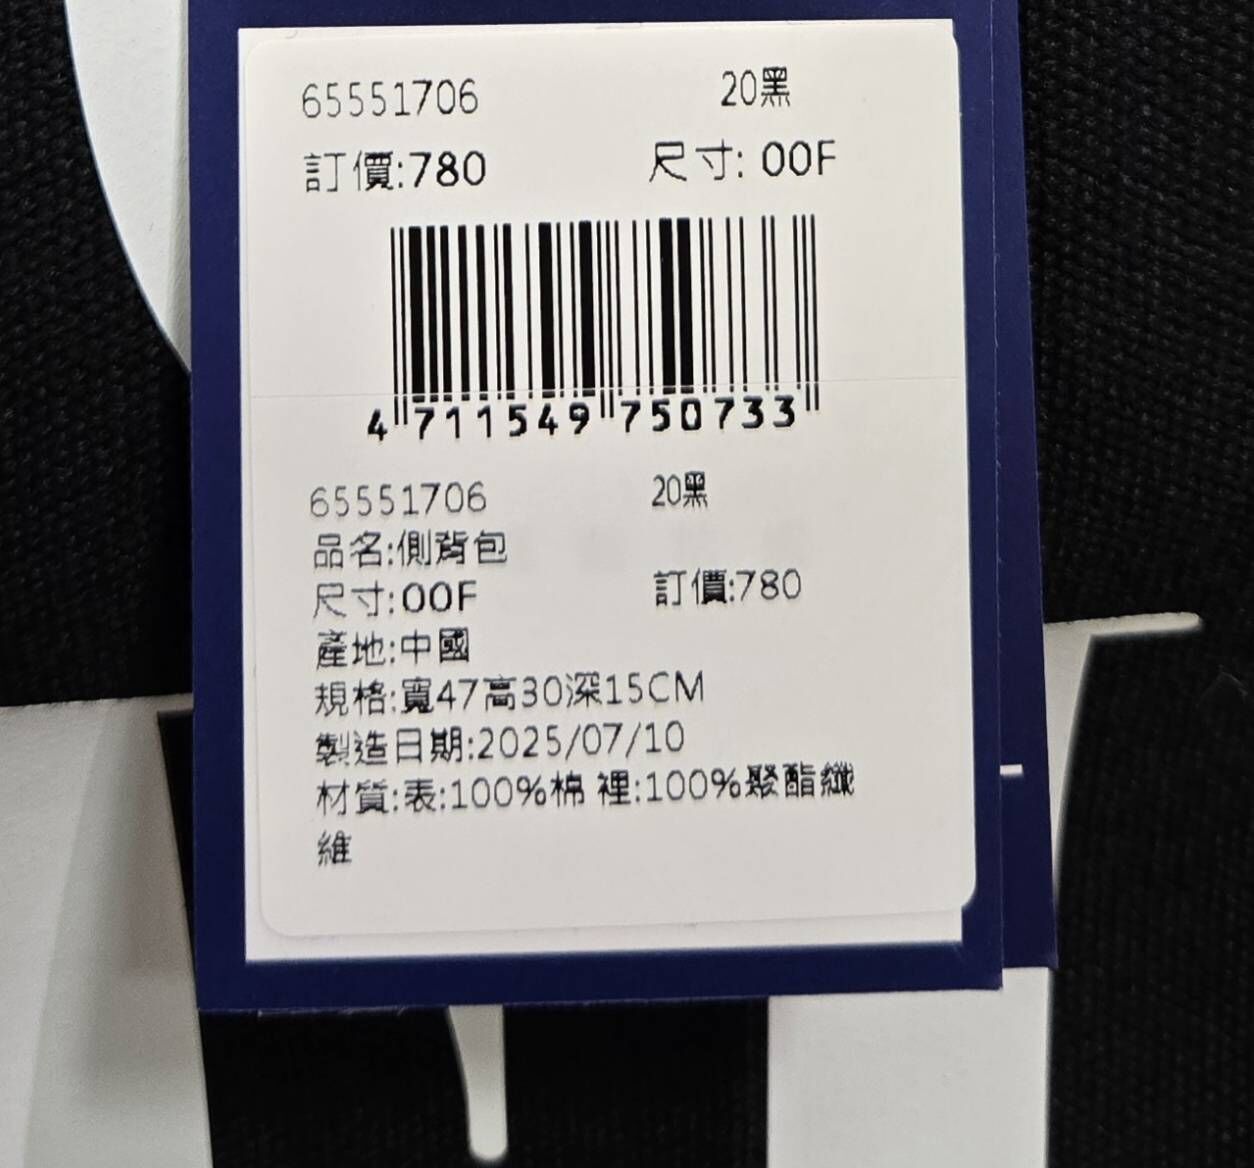 65551706 20黑
訂價:780 尺寸: 00F
4 711549 750733
65551706 20黑
品名:側背包
尺寸:00F 訂價:780
產地:中國
規格:寬47高30深15CM
製造日期:2025/07/10
材質:表:100%棉 裡:100%聚酯纖
維